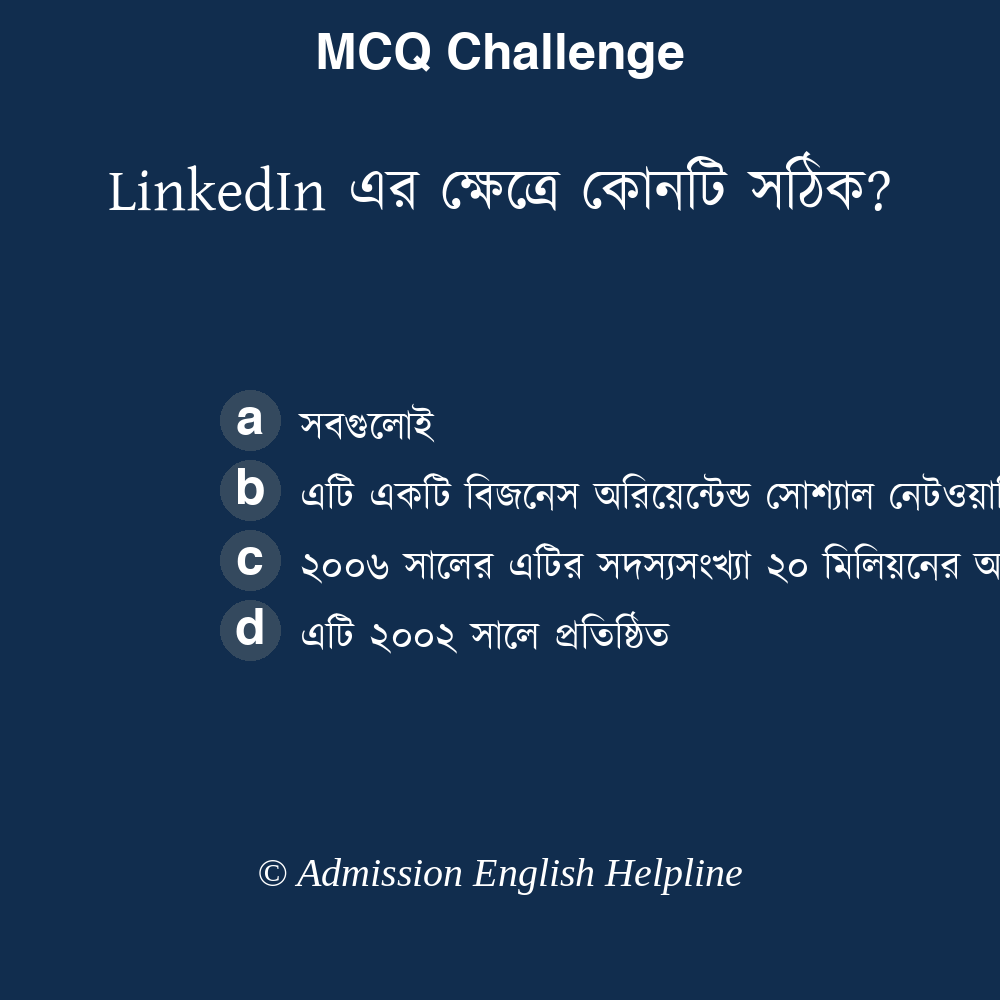 MCQ Challenge
LinkedIn এর ক্ষেত্রে কোনটি সঠিক?
a সবগুলোই
b এটি একটি বিজনেস অরিয়েন্টেন্ড সোশ্যাল
c ২০০৬ সালের এটির সদস্যসংখ্যা ২০ মিলিয়নের
d এটি ২০০২ সালে প্রতিষ্ঠিত
© Admission English Helpline